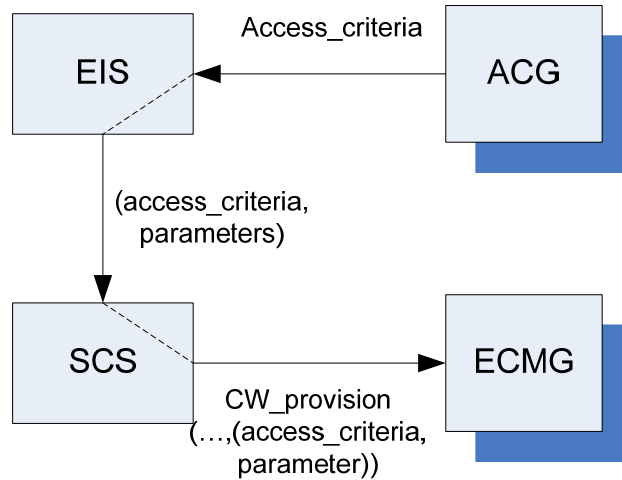 Access_criteria
EIS
ACG
(access_criteria,
parameters)
SCS
ECMG
CW_provision
(…,(access_criteria,
parameter))